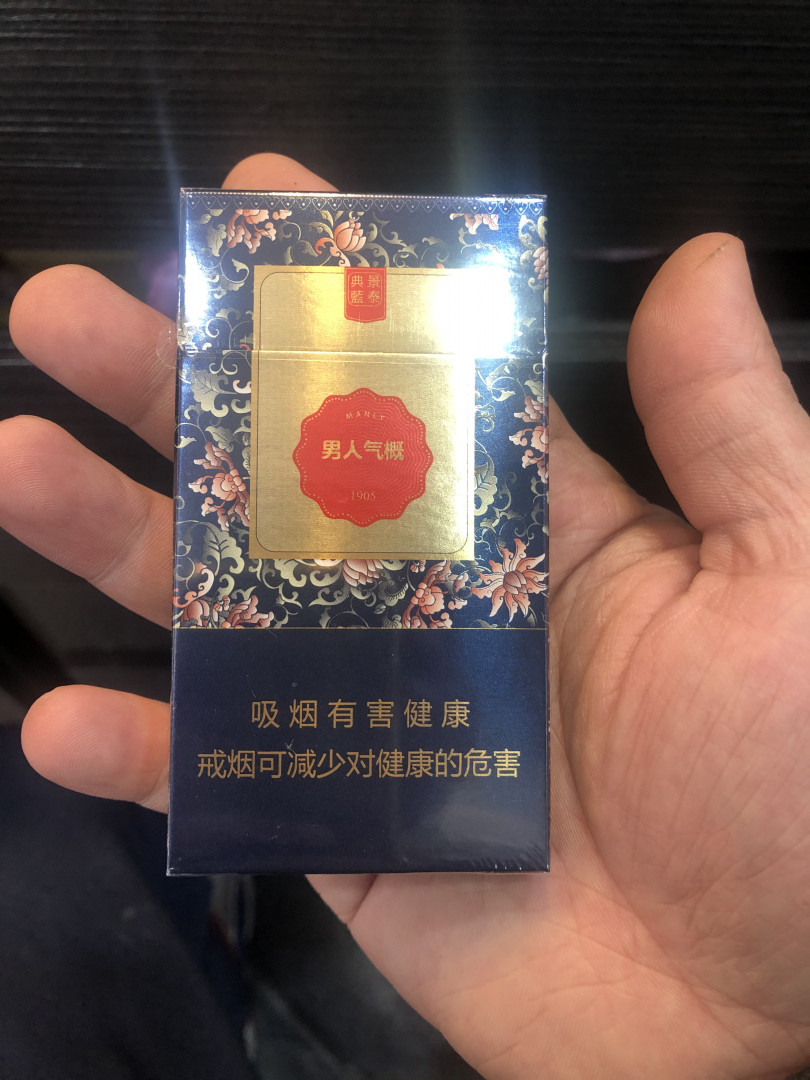 景泰
典藍
MANLY
男人气概
1905
吸烟有害健康
戒烟可减少对健康的危害